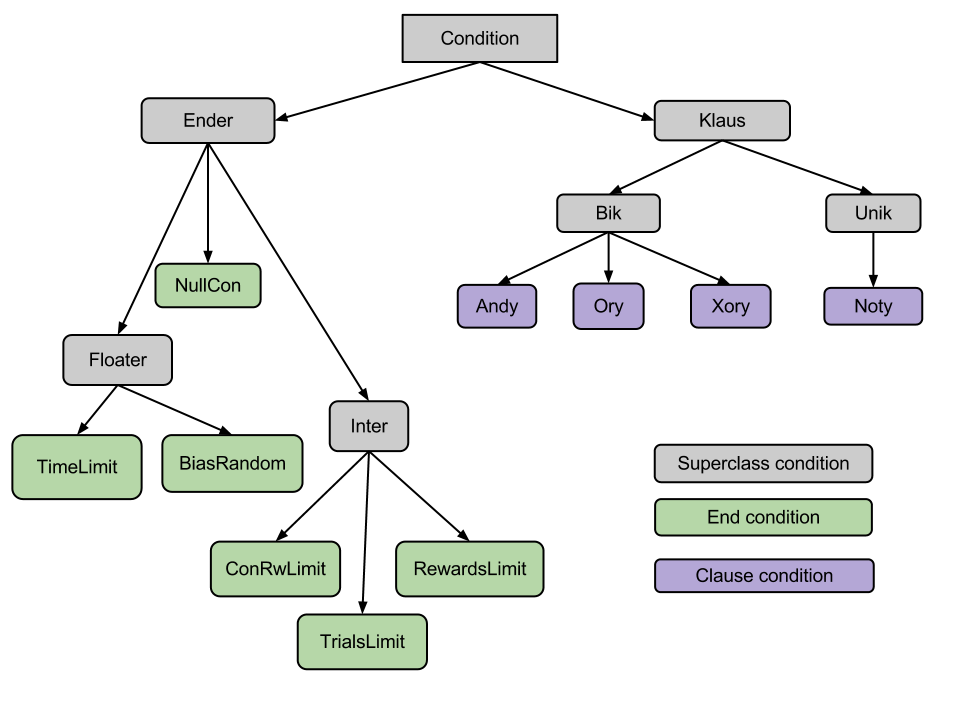 Condition
Ender
Klaus
Bik
Unik
NullCon
Andy
Ory
Xory
Noty
Floater
Inter
TimeLimit
BiasRandom
Superclass condition
End condition
ConRwLimit
RewardsLimit
Clause condition
TrialsLimit